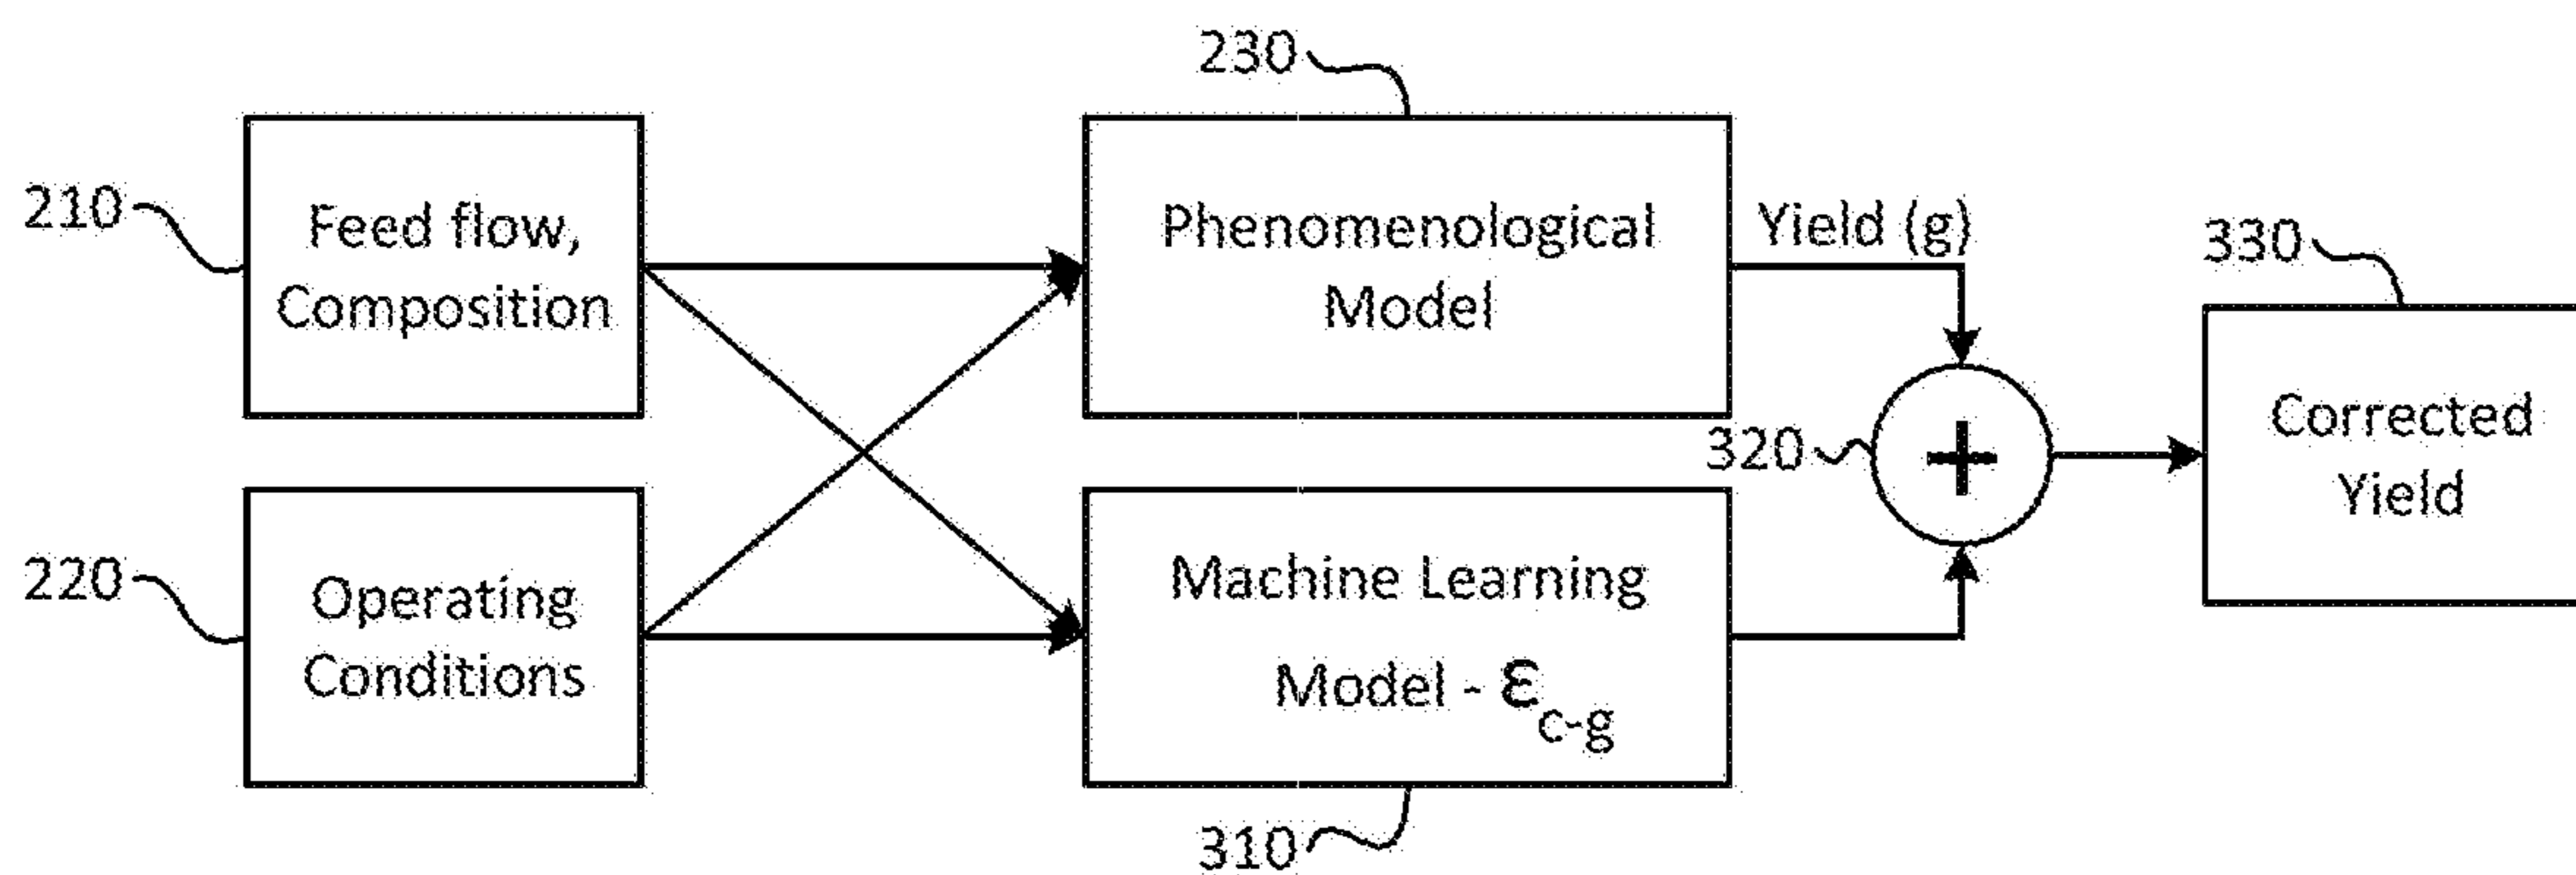 230
210
Feed flow,
Composition
Phenomenological
Model
Yield (g)
330
320
+
Corrected
Yield
220
Operating
Conditions
Machine Learning
Model - ε c-g
310